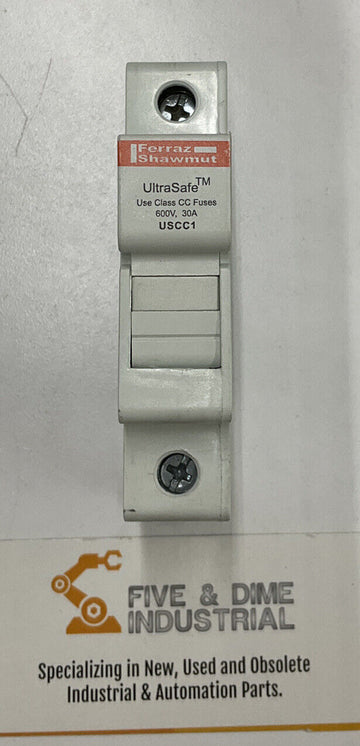 Ferraz
Shawmut
UltraSafe™
Use Class CC Fuses
600V, 30A
USCC1
FIVE & DIME
INDUSTRIAL
Specializing in New, Used and Obsolete
Industrial & Automation Parts.